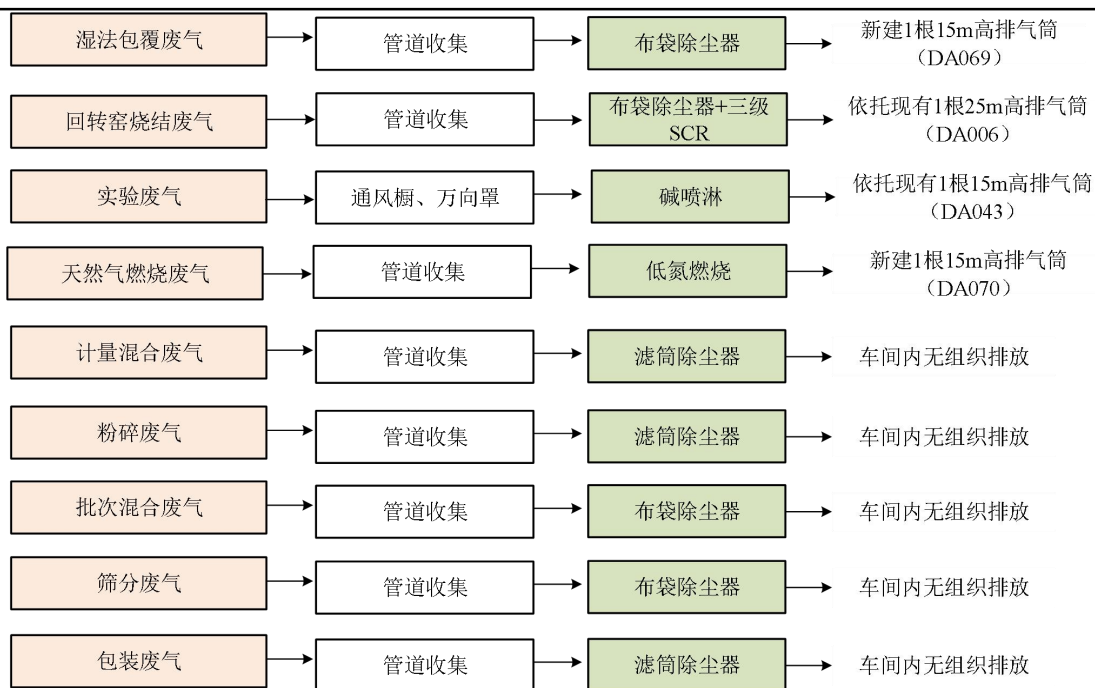 湿法包覆废气
管道收集
布袋除尘器
新建1根15m高排气筒
（DA069）
回转窑烧结废气
管道收集
布袋除尘器+三级
SCR
依托现有1根25m高排气筒
（DA006）
实验废气
通风橱、万向罩
碱喷淋
依托现有1根15m高排气筒
（DA043）
天然气燃烧废气
管道收集
低氮燃烧
新建1根15m高排气筒
（DA070）
计量混合废气
管道收集
滤筒除尘器
车间内无组织排放
粉碎废气
管道收集
滤筒除尘器
车间内无组织排放
批次混合废气
管道收集
布袋除尘器
车间内无组织排放
筛分废气
管道收集
布袋除尘器
车间内无组织排放
包装废气
管道收集
滤筒除尘器
车间内无组织排放